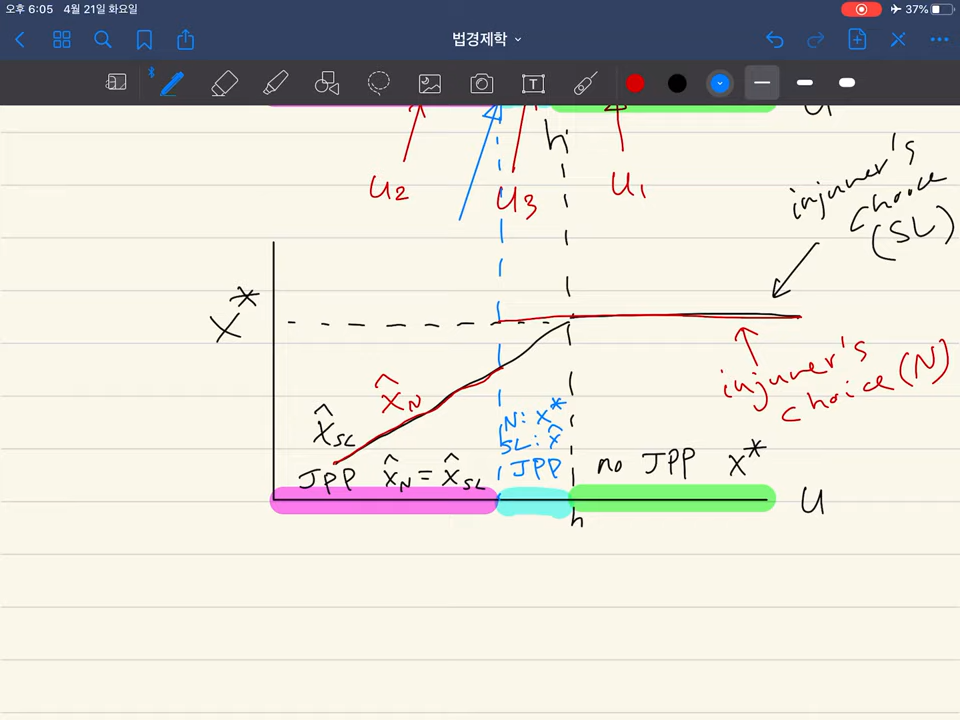 오후 6:05 4월 21일 화요일
37%
법경제학
T
h
U2
U3
U1
injurer's
choice
(SL)
X*
injurer's
choice (N)
x̂N
x̂SL
N: x*
SL: x̂
JPP
JPP x̂N = x̂SL
no JPP x*
U
h